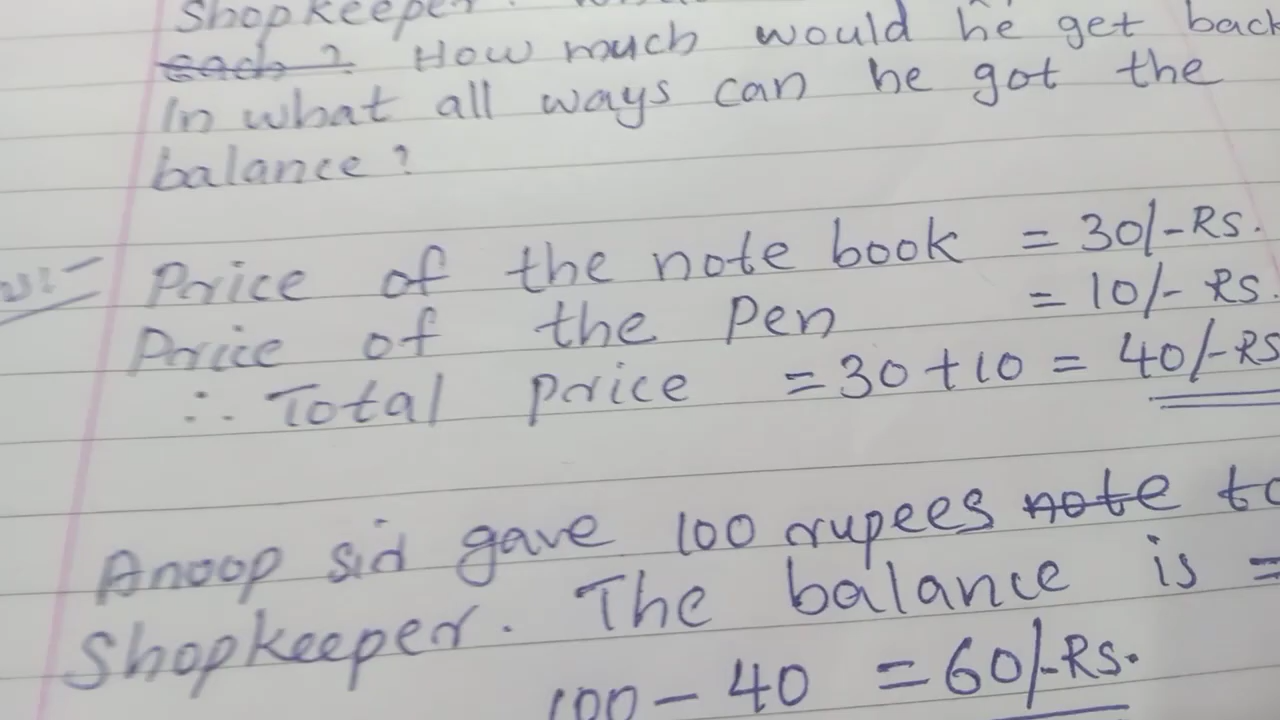 Shopkeeper.
each? How much would he get back
In what all ways can he got the
balance?
Price of the note book = 30/-RS.
Price of the Pen = 10/- RS.
∴ Total price = 30 + 10 = 40/-RS
Anoop sir gave 100 rupees note to
Shopkeeper. The balance is =
100 - 40 = 60/-RS.